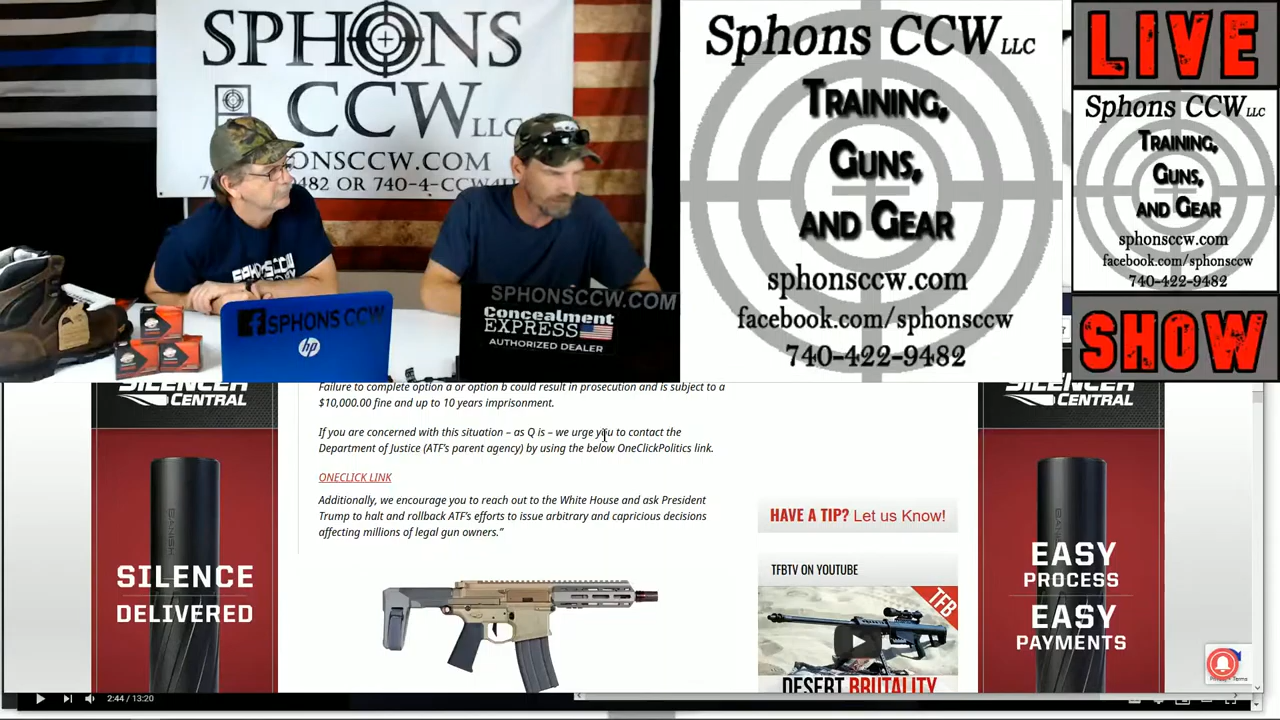 SPHONS
CCW LLC
ONSCCW.COM
482 OR 740-4-CCW4
SPHONSCCW.COM
Concealment
EXPRESS
AUTHORIZED DEALER
SPHONS CCW
hp
Sphons CCW LLC
Training,
Guns,
and Gear
sphonsccw.com
facebook.com/sphonsccw
740-422-9482
LIVE
Sphons CCW LLC
Training,
Guns,
and Gear
sphonsccw.com
facebook.com/sphonsccw
740-422-9482
SHOW
SILENCER
CENTRAL
SILENCE
DELIVERED
Failure to complete option a or option b could result in prosecution and is subject to a
$10,000.00 fine and up to 10 years imprisonment.
If you are concerned with this situation – as Q is – we urge you to contact the
Department of Justice (ATF's parent agency) by using the below OneClickPolitics link.
ONECLICK LINK
Additionally, we encourage you to reach out to the White House and ask President
Trump to halt and rollback ATF's efforts to issue arbitrary and capricious decisions
affecting millions of legal gun owners.”
HAVE A TIP? Let us Know!
TFBTV ON YOUTUBE
TFB
DESERT BRUTALITY
SILENCER
CENTRAL
EASY
PROCESS
EASY
PAYMENTS
2:44 / 13:20